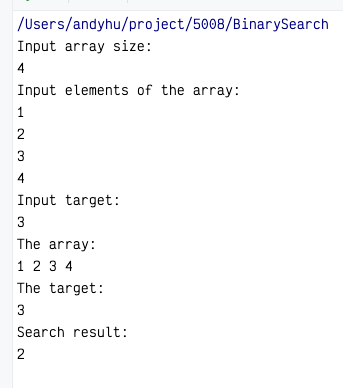 /Users/andyhu/project/5008/BinarySearch
Input array size:
4
Input elements of the array:
1
2
3
4
Input target:
3
The array:
1 2 3 4
The target:
3
Search result:
2